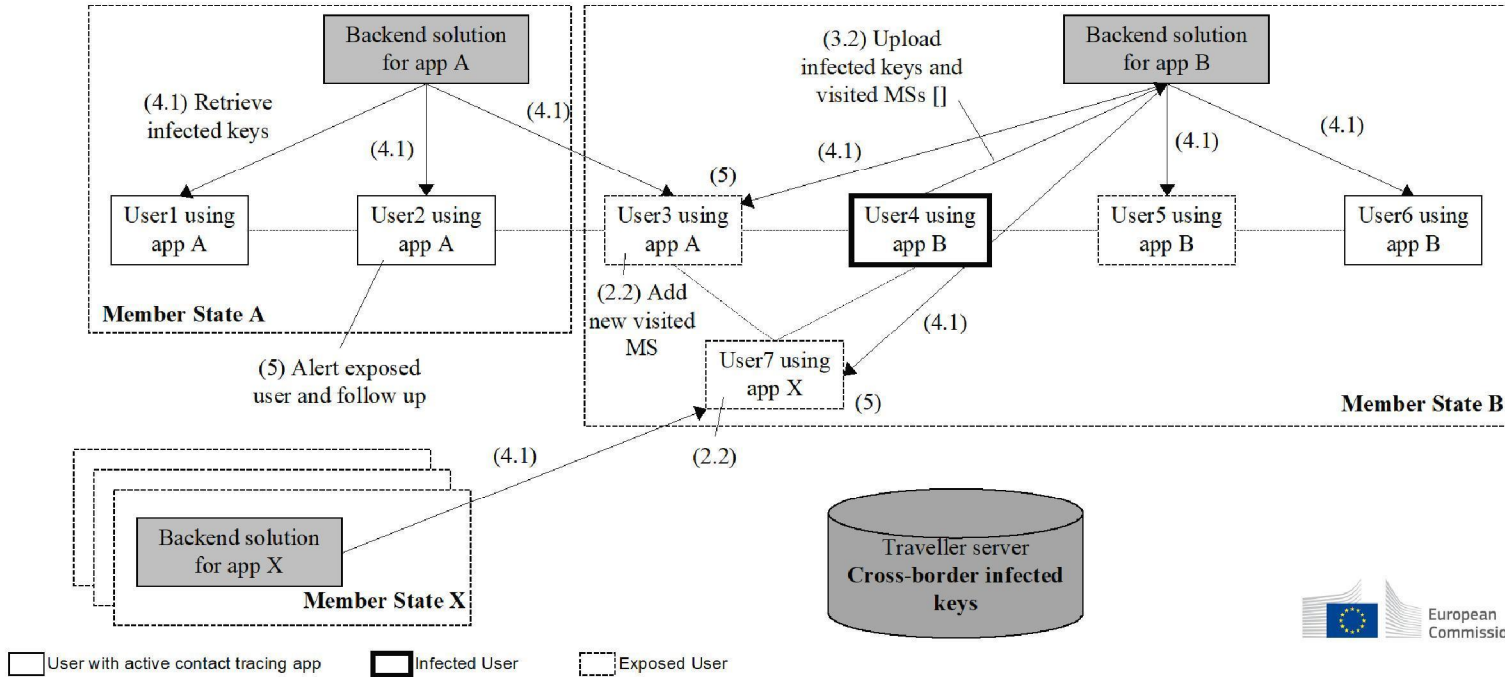 Backend solution
for app A
(4.1) Retrieve
infected keys
(4.1)
(4.1)
User1 using
app A
User2 using
app A
Member State A
(5) Alert exposed
user and follow up
(3.2) Upload
infected keys and
visited MSs []
Backend solution
for app B
(4.1)
(4.1)
(4.1)
(5)
User3 using
app A
User4 using
app B
User5 using
app B
User6 using
app B
(2.2) Add
new visited
MS
(4.1)
User7 using
app X
(5)
Member State B
(4.1)
(2.2)
Backend solution
for app X
Member State X
Traveller server
Cross-border infected
keys
European
Commissio
User with active contact tracing app
Infected User
Exposed User